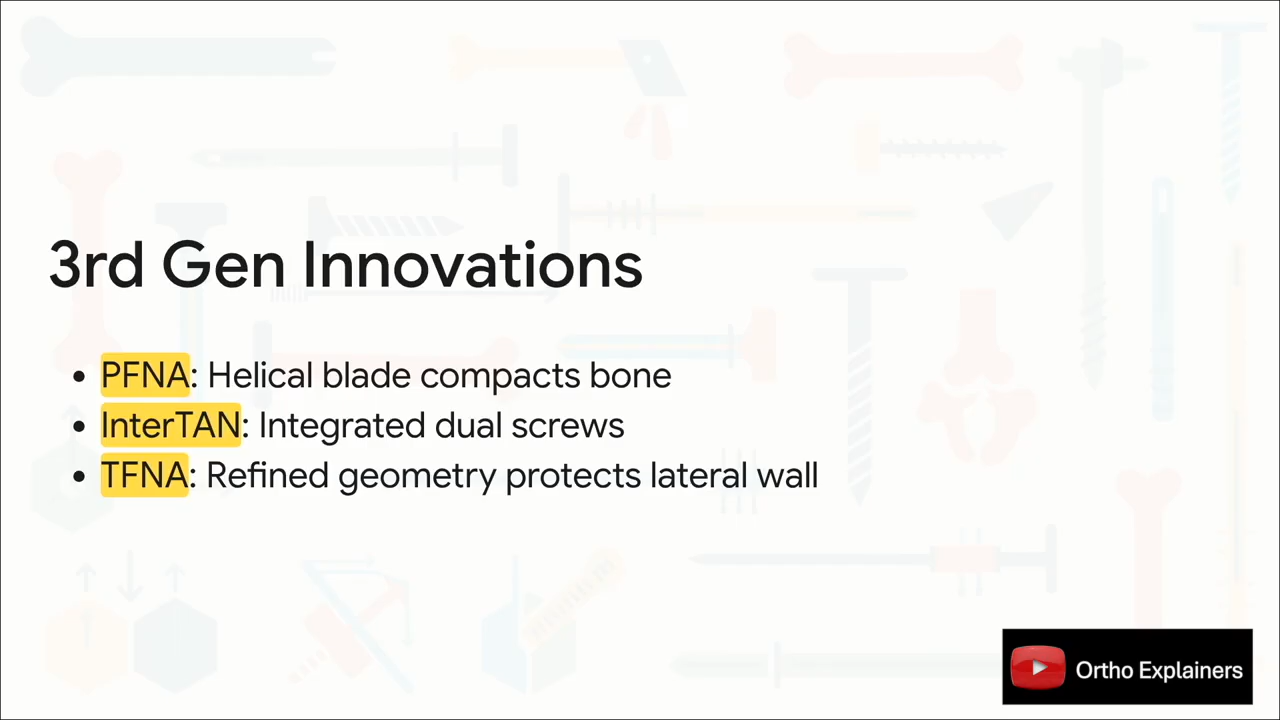 3rd Gen Innovations
• PFNA: Helical blade compacts bone
• InterTAN: Integrated dual screws
• TFNA: Refined geometry protects lateral wall
Ortho Explainers